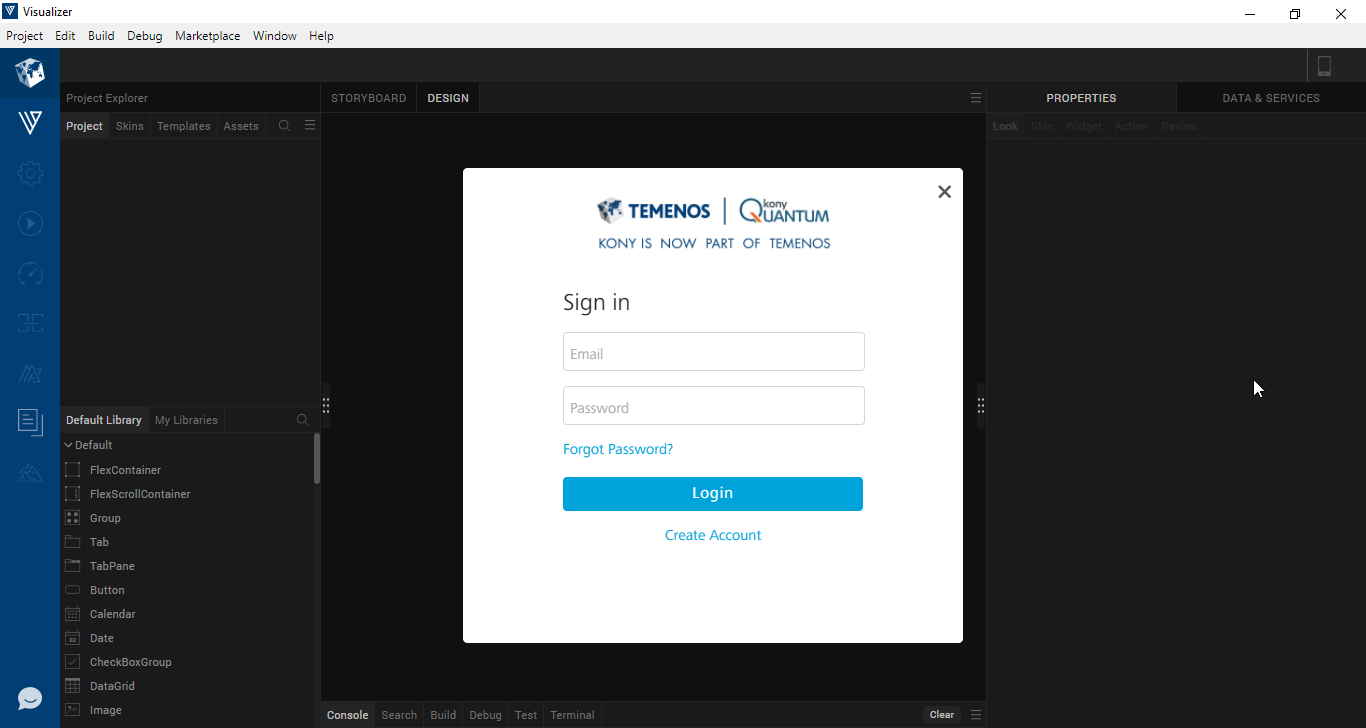 Visualizer
Project Edit Build Debug Marketplace Window Help
Project Explorer
STORYBOARD DESIGN
PROPERTIES DATA & SERVICES
Project Skins Templates Assets
Look Skin Widget Action Review
TEMENOS kony QUANTUM
KONY IS NOW PART OF TEMENOS
Sign in
Email
Password
Forgot Password?
Login
Create Account
Default Library My Libraries
Default
FlexContainer
FlexScrollContainer
Group
Tab
TabPane
Button
Calendar
Date
CheckBoxGroup
DataGrid
Image
Console Search Build Debug Test Terminal Clear